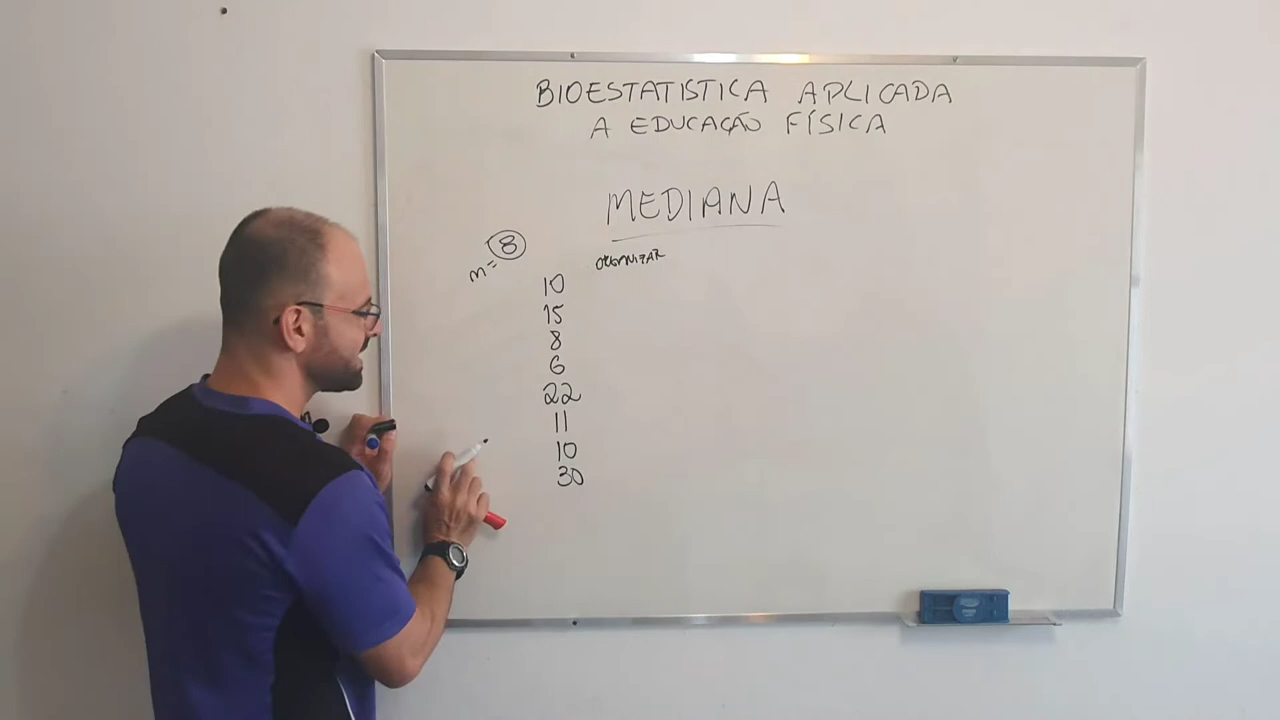 BIOESTATISTICA APLICADA
A EDUCAÇÃO FÍSICA
MEDIANA
n = 8
ORGANIZAR
10
15
8
6
22
11
10
30